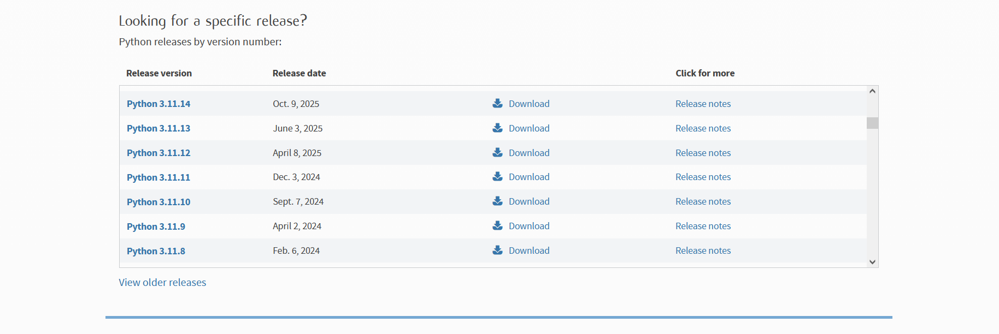 Looking for a specific release?
Python releases by version number:
Release version Release date Click for more
Python 3.11.14 Oct. 9, 2025 Download Release notes
Python 3.11.13 June 3, 2025 Download Release notes
Python 3.11.12 April 8, 2025 Download Release notes
Python 3.11.11 Dec. 3, 2024 Download Release notes
Python 3.11.10 Sept. 7, 2024 Download Release notes
Python 3.11.9 April 2, 2024 Download Release notes
Python 3.11.8 Feb. 6, 2024 Download Release notes
View older releases